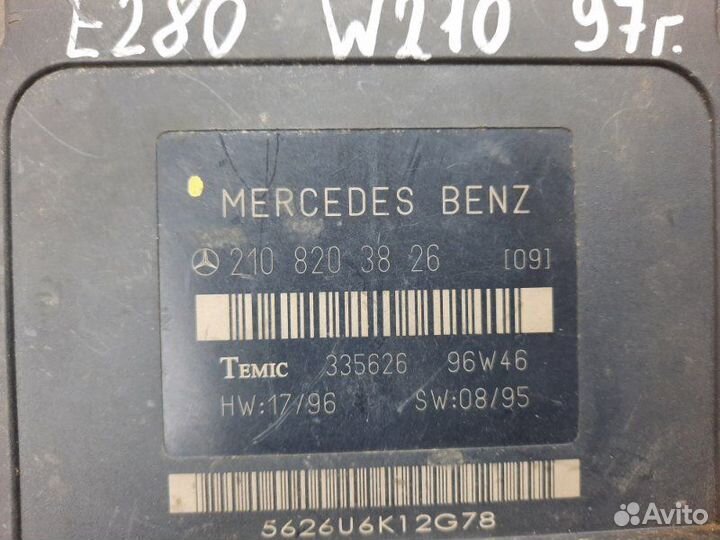 E280 W210 97г.
MERCEDES BENZ
210 820 38 26 [09]
TEMIC 335626 96W46
HW:17/96 SW:08/95
5626U6K12G78
Avito